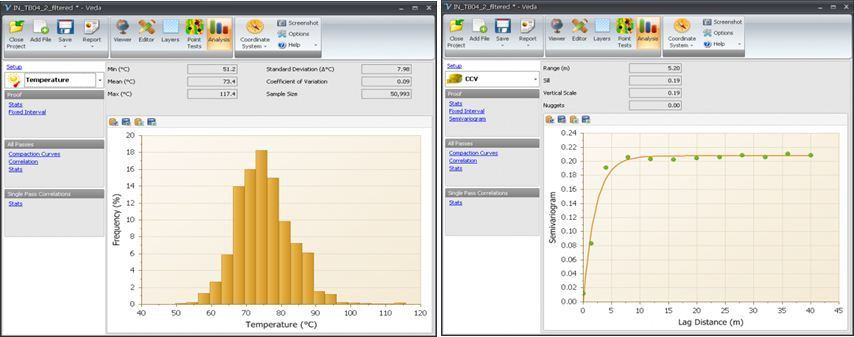 IN_TB04_2_filtered * - Veda
Close Project
Add File
Save
Report
Viewer
Editor
Layers
Point Tests
Analysis
Coordinate System
Screenshot
Options
Help
Setup
Temperature
Proof
Stats
Fixed Interval
All Passes
Compaction Curves
Correlation
Stats
Single Pass Correlations
Stats
Min (°C) 51.2 Standard Deviation (Δ°C) 7.98
Mean (°C) 73.4 Coefficient of Variation 0.09
Max (°C) 117.4 Sample Size 50,993
Frequency (%)
20
18
16
14
12
10
8
6
4
2
0
40 50 60 70 80 90 100 110 120
Temperature (°C)
IN_TB04_2_filtered * - Veda
Close Project
Add File
Save
Report
Viewer
Editor
Layers
Point Tests
Analysis
Coordinate System
Screenshot
Options
Help
Setup
CCV
Proof
Stats
Fixed Interval
Semivariogram
All Passes
Compaction Curves
Correlation
Stats
Single Pass Correlations
Stats
Range (m) 5.20
Sill 0.19
Vertical Scale 0.19
Nuggets 0.00
Semivariogram
0.24
0.22
0.20
0.18
0.16
0.14
0.12
0.10
0.08
0.06
0.04
0.02
0.00
0 5 10 15 20 25 30 35 40 45
Lag Distance (m)